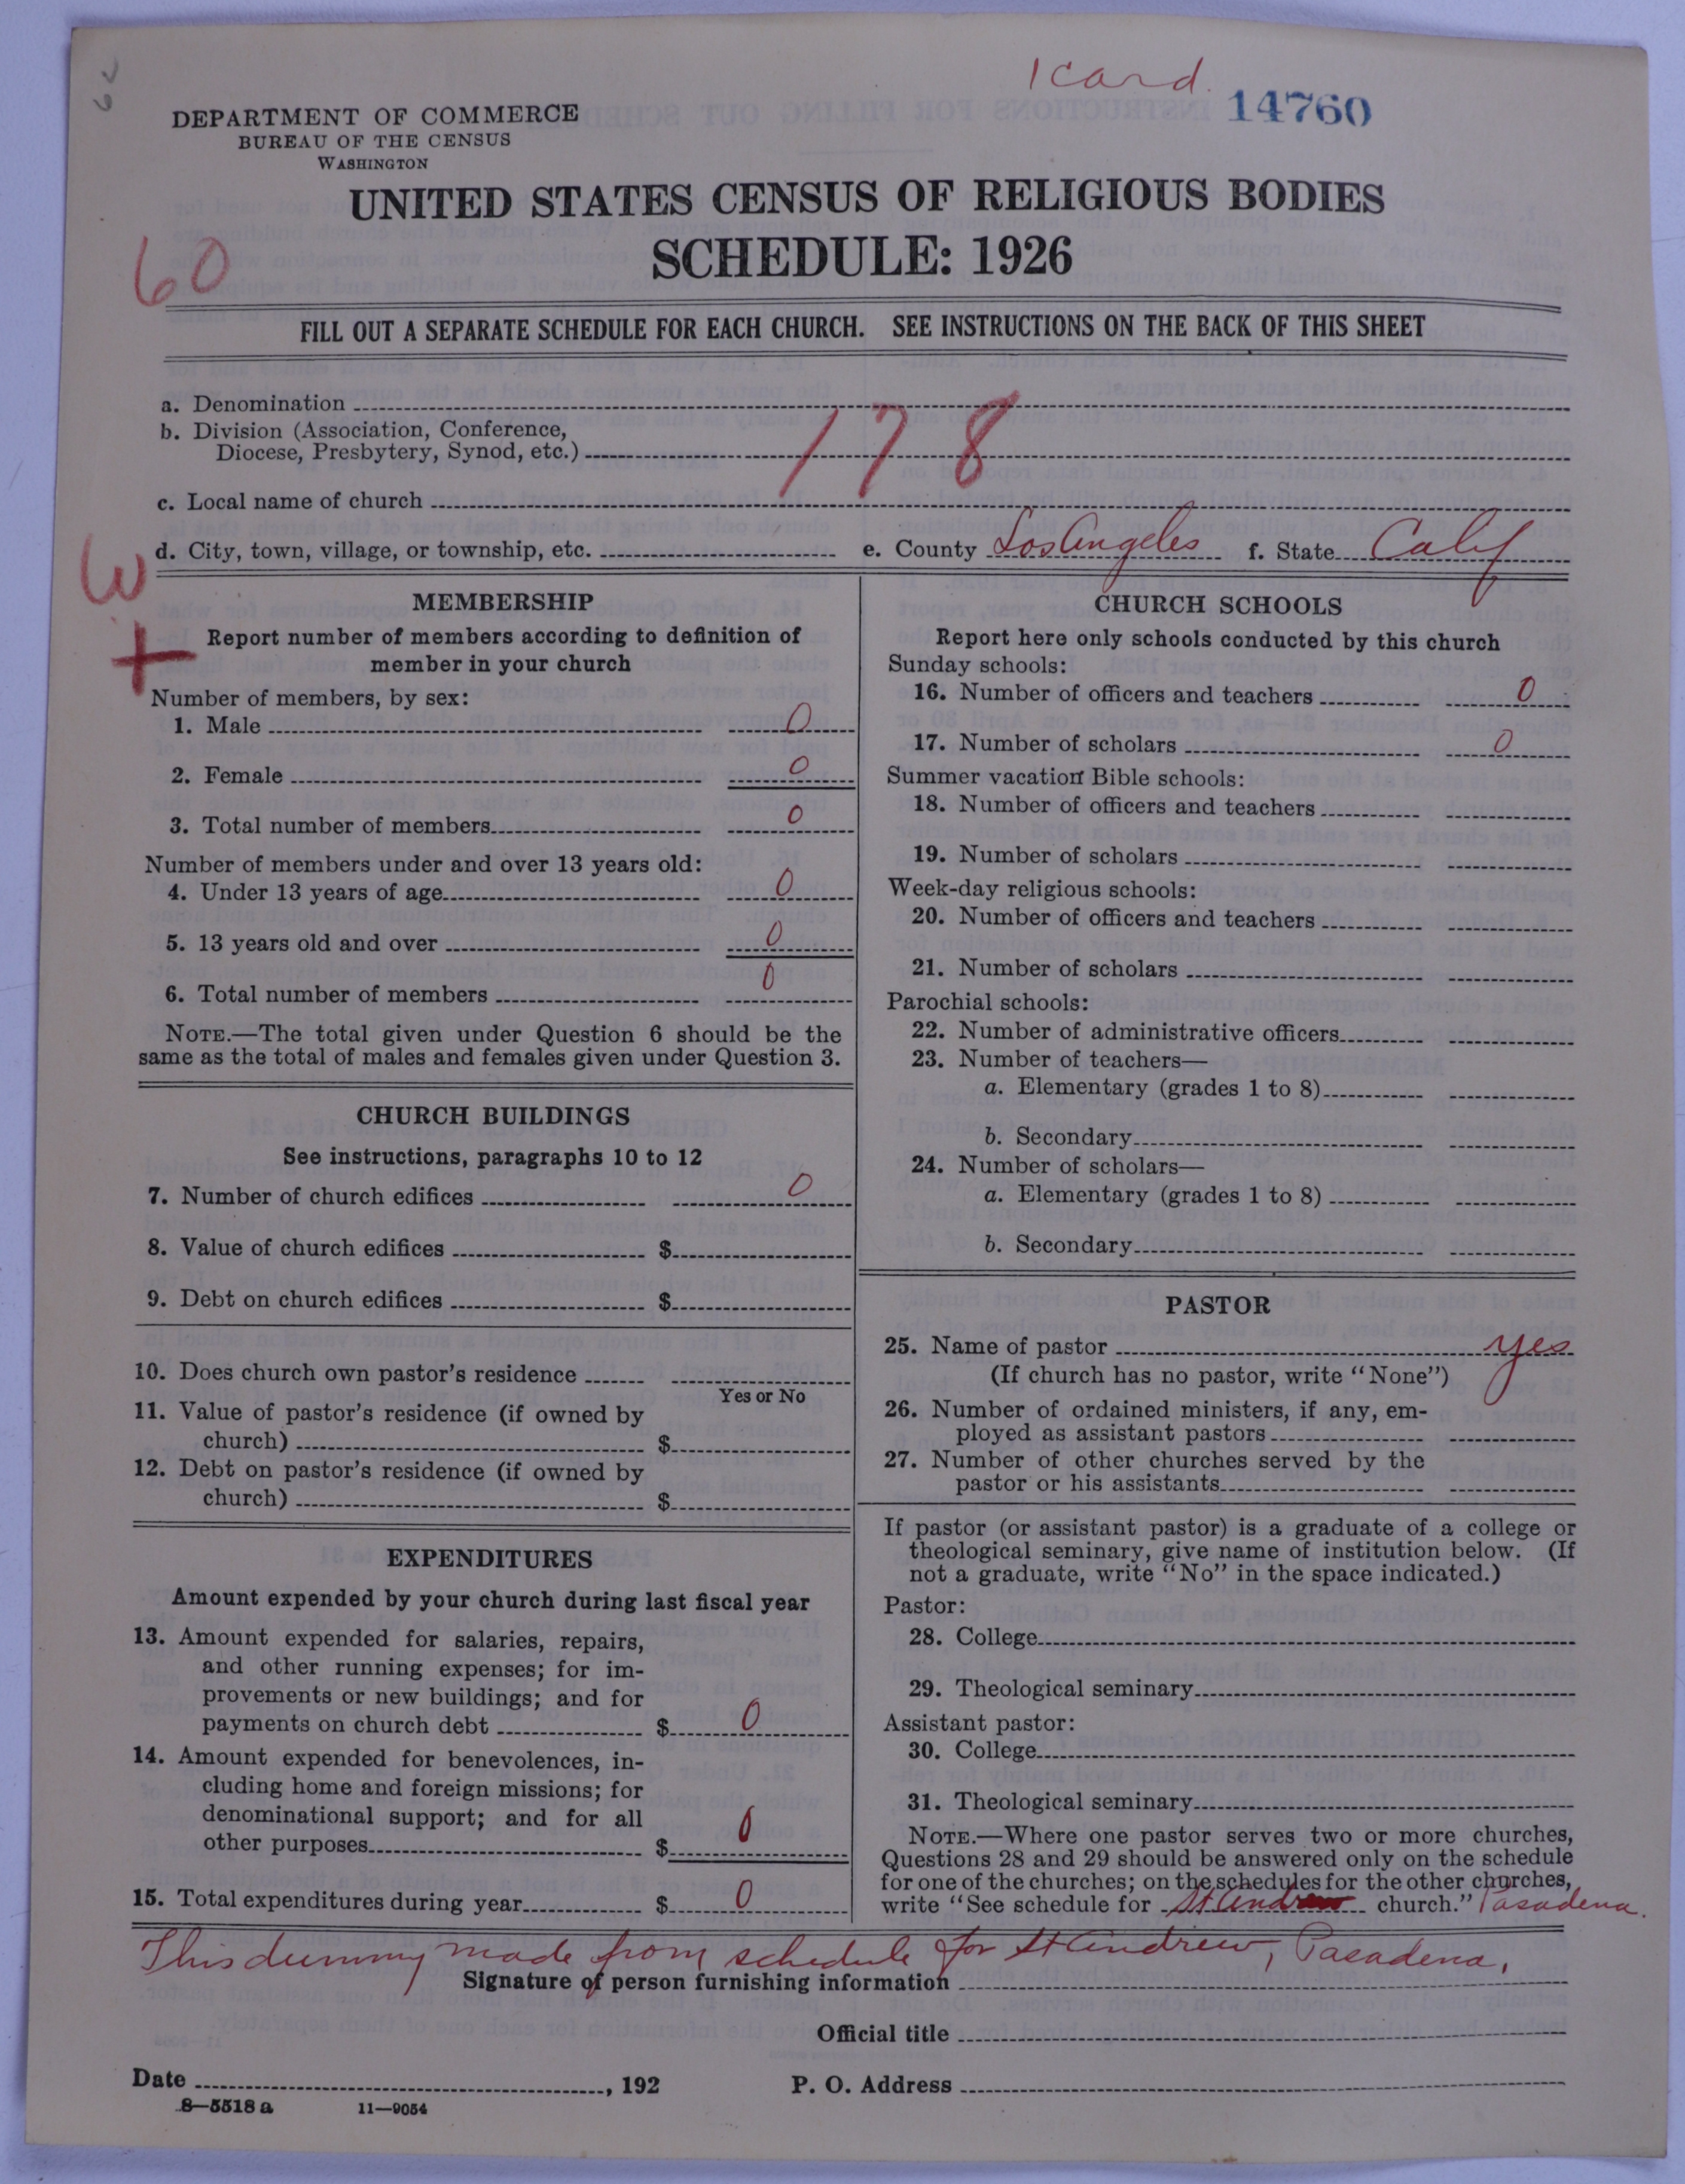 1 card. 14760
DEPARTMENT OF COMMERCE
BUREAU OF THE CENSUS
WASHINGTON
UNITED STATES CENSUS OF RELIGIOUS BODIES
SCHEDULE: 1926
60
FILL OUT A SEPARATE SCHEDULE FOR EACH CHURCH. SEE INSTRUCTIONS ON THE BACK OF THIS SHEET
a. Denomination
b. Division (Association, Conference,
Diocese, Presbytery, Synod, etc.)
178
c. Local name of church
d. City, town, village, or township, etc. e. County Los Angeles f. State Calif
W
+
MEMBERSHIP
Report number of members according to definition of
member in your church
Number of members, by sex:
1. Male 0
2. Female 0
3. Total number of members 0
Number of members under and over 13 years old:
4. Under 13 years of age 0
5. 13 years old and over 0
6. Total number of members 0
NOTE.—The total given under Question 6 should be the
same as the total of males and females given under Question 3.
CHURCH BUILDINGS
See instructions, paragraphs 10 to 12
7. Number of church edifices 0
8. Value of church edifices $
9. Debt on church edifices $
10. Does church own pastor's residence
Yes or No
11. Value of pastor's residence (if owned by
church) $
12. Debt on pastor's residence (if owned by
church) $
EXPENDITURES
Amount expended by your church during last fiscal year
13. Amount expended for salaries, repairs,
and other running expenses; for im-
provements or new buildings; and for
payments on church debt $ 0
14. Amount expended for benevolences, in-
cluding home and foreign missions; for
denominational support; and for all
other purposes $ 0
15. Total expenditures during year $ 0
CHURCH SCHOOLS
Report here only schools conducted by this church
Sunday schools:
16. Number of officers and teachers 0
17. Number of scholars 0
Summer vacation Bible schools:
18. Number of officers and teachers
19. Number of scholars
Week-day religious schools:
20. Number of officers and teachers
21. Number of scholars
Parochial schools:
22. Number of administrative officers
23. Number of teachers—
a. Elementary (grades 1 to 8)
b. Secondary
24. Number of scholars—
a. Elementary (grades 1 to 8)
b. Secondary
PASTOR
25. Name of pastor yes
(If church has no pastor, write "None")
26. Number of ordained ministers, if any, em-
ployed as assistant pastors
27. Number of other churches served by the
pastor or his assistants
If pastor (or assistant pastor) is a graduate of a college or
theological seminary, give name of institution below. (If
not a graduate, write "No" in the space indicated.)
Pastor:
28. College
29. Theological seminary
Assistant pastor:
30. College
31. Theological seminary
NOTE.—Where one pastor serves two or more churches,
Questions 28 and 29 should be answered only on the schedule
for one of the churches; on the schedules for the other churches,
write "See schedule for St Andrew church." Pasadena.
This dummy made from schedule for St Andrew, Pasadena.
Signature of person furnishing information
Official title
Date , 192 P. O. Address
8—5518 a 11—9054